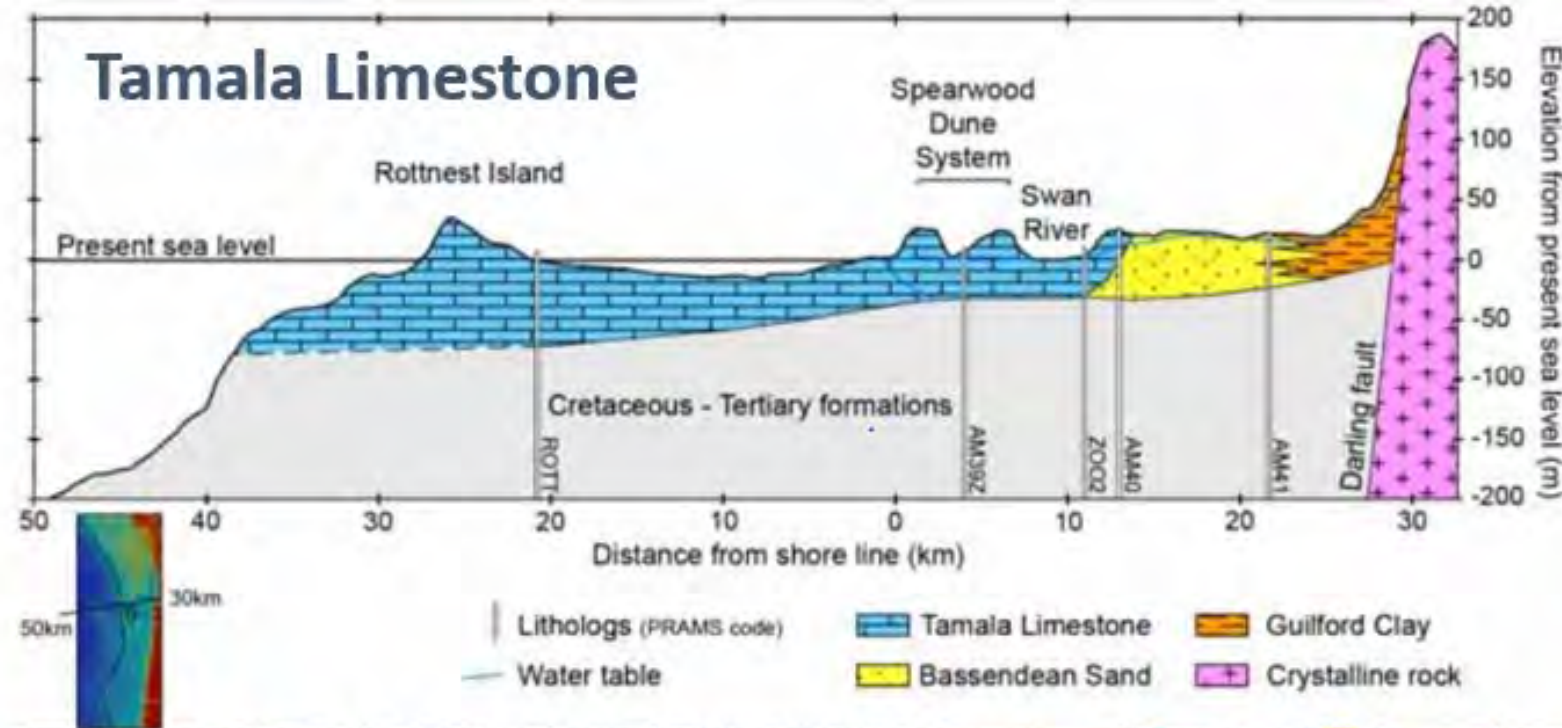 Tamala Limestone
200
150
100
50
0
-50
-100
-150
-200
Elevation from present sea level (m)
Spearwood
Dune
System
Rottnest Island
Swan
River
Present sea level
Cretaceous - Tertiary formations
ROTT
AM39Z
ZOO2
AM40
AM41
Darling fault
50 40 30 20 10 0 10 20 30
Distance from shore line (km)
30km
50km
Lithologs (PRAMS code)
Water table
Tamala Limestone
Bassendean Sand
Guilford Clay
Crystalline rock